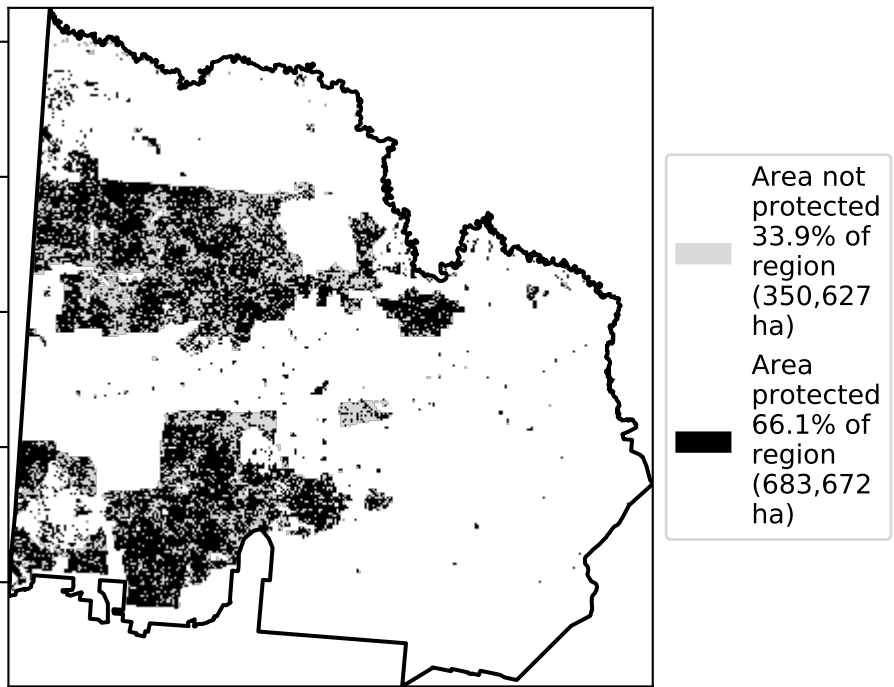 Area not
protected
33.9% of
region
(350,627
ha)
Area
protected
66.1% of
region
(683,672
ha)